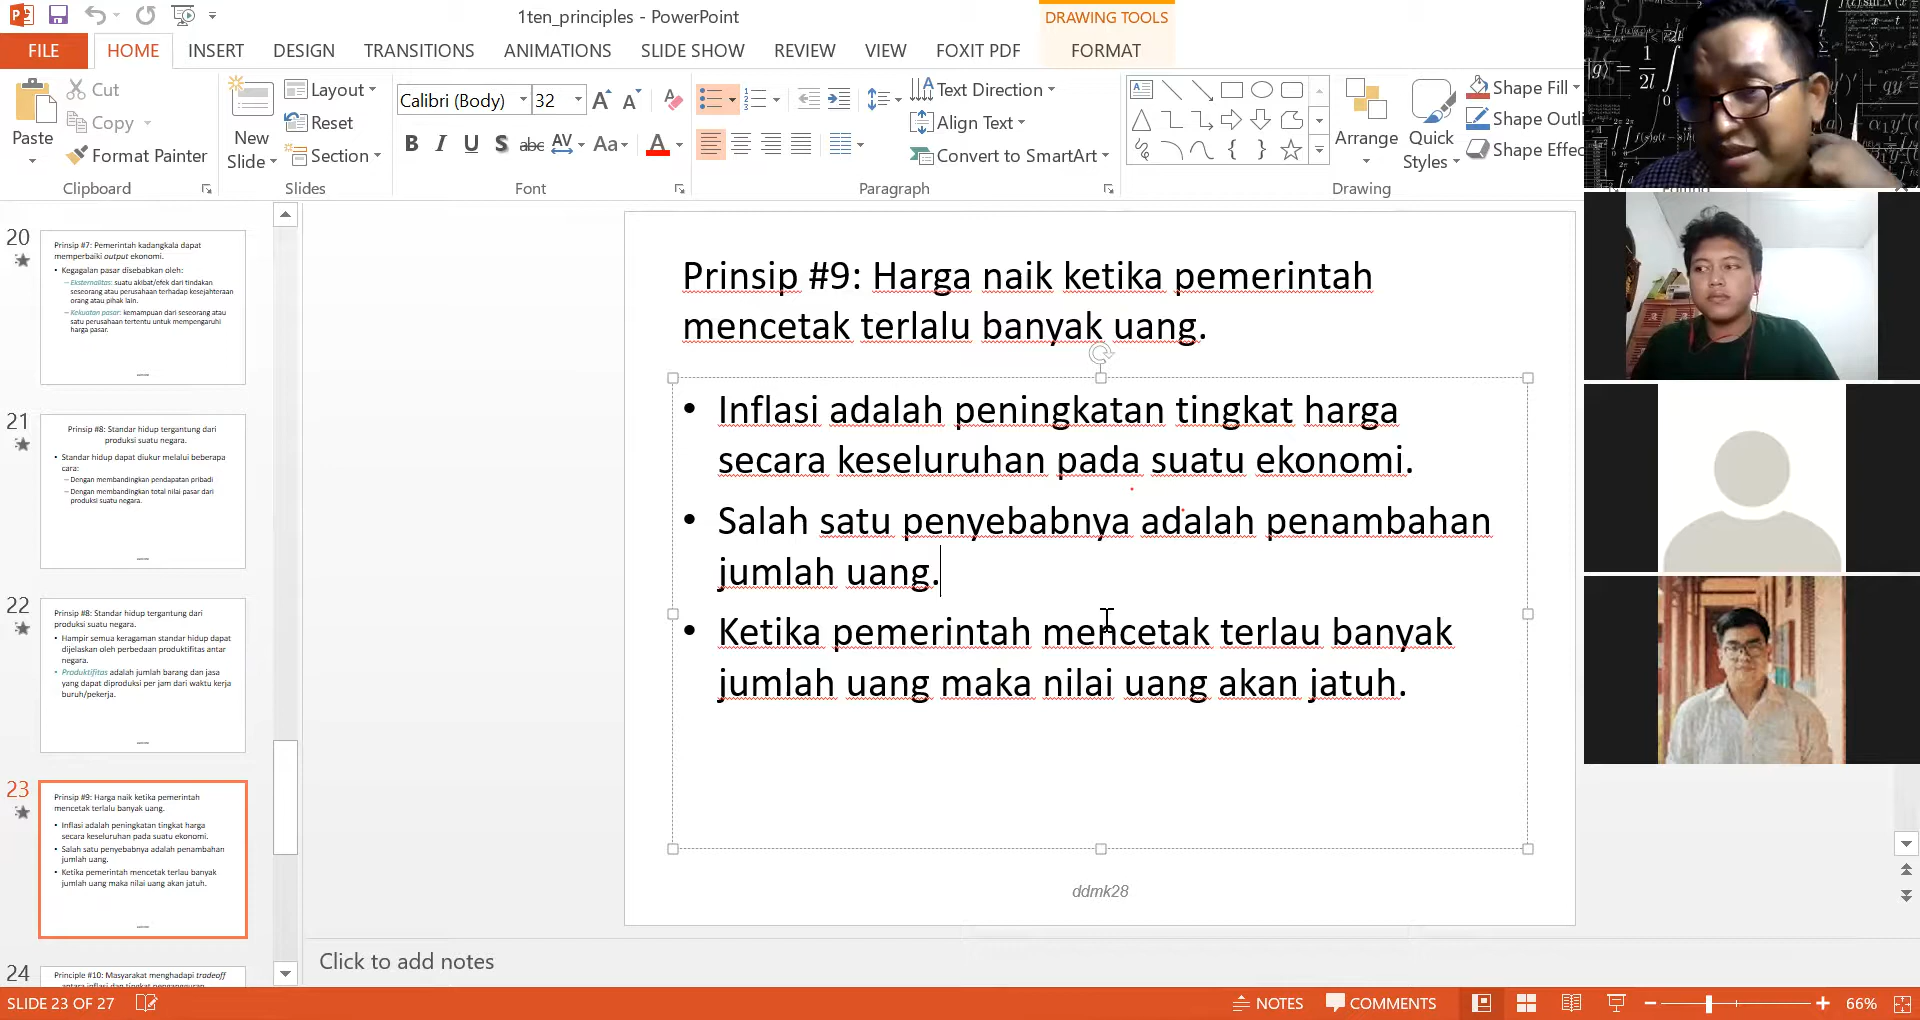 1ten_principles - PowerPoint
DRAWING TOOLS
FILE HOME INSERT DESIGN TRANSITIONS ANIMATIONS SLIDE SHOW REVIEW VIEW FOXIT PDF FORMAT
Paste
Cut
Copy
Format Painter
Clipboard
New
Slide
Layout
Reset
Section
Slides
Calibri (Body) 32
B I U S abc AV Aa A
Font
Text Direction
Align Text
Convert to SmartArt
Paragraph
Arrange
Quick
Styles
Shape Fill
Shape Outl
Shape Effec
Drawing
20
Prinsip #7: Pemerintah kadangkala dapat
memperbaiki output ekonomi.
• Kegagalan pasar disebabkan oleh:
– Eksternalitas: suatu akibat/efek dari tindakan
seseorang atau perusahaan terhadap kesejahteraan
orang atau pihak lain.
– Kekuatan pasar: kemampuan dari seseorang atau
satu perusahaan tertentu untuk mempengaruhi
harga pasar.
21
Prinsip #8: Standar hidup tergantung dari
produksi suatu negara.
• Standar hidup dapat diukur melalui beberapa
cara:
– Dengan membandingkan pendapatan pribadi
– Dengan membandingkan total nilai pasar dari
produksi suatu negara.
22
Prinsip #8: Standar hidup tergantung dari
produksi suatu negara.
• Hampir semua keragaman standar hidup dapat
dijelaskan oleh perbedaan produktifitas antar
negara.
• Produktifitas adalah jumlah barang dan jasa
yang dapat diproduksi per jam dari waktu kerja
buruh/pekerja.
23
Prinsip #9: Harga naik ketika pemerintah
mencetak terlalu banyak uang.
• Inflasi adalah peningkatan tingkat harga
secara keseluruhan pada suatu ekonomi.
• Salah satu penyebabnya adalah penambahan
jumlah uang.
• Ketika pemerintah mencetak terlau banyak
jumlah uang maka nilai uang akan jatuh.
24
Principle #10: Masyarakat menghadapi tradeoff
antara inflasi dan tingkat pengangguran
Prinsip #9: Harga naik ketika pemerintah
mencetak terlalu banyak uang.
• Inflasi adalah peningkatan tingkat harga
secara keseluruhan pada suatu ekonomi.
• Salah satu penyebabnya adalah penambahan
jumlah uang.
• Ketika pemerintah mencetak terlau banyak
jumlah uang maka nilai uang akan jatuh.
ddmk28
Click to add notes
SLIDE 23 OF 27
NOTES
COMMENTS
66%